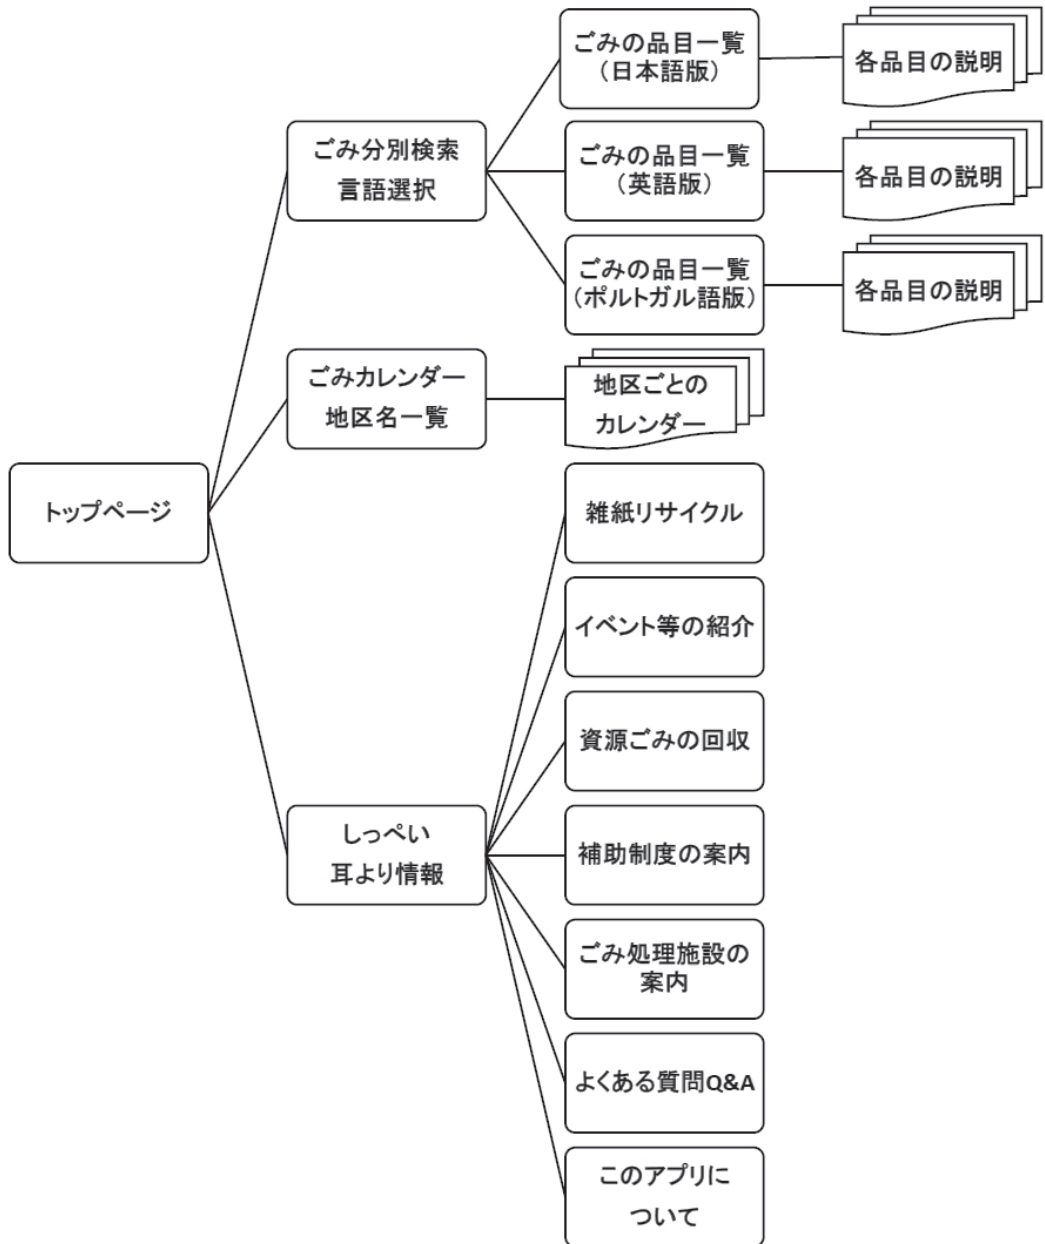 トップページ
ごみ分別検索
言語選択
ごみの品目一覧
（日本語版）
各品目の説明
ごみの品目一覧
（英語版）
各品目の説明
ごみの品目一覧
（ポルトガル語版）
各品目の説明
ごみカレンダー
地区名一覧
地区ごとの
カレンダー
しっぺい
耳より情報
雑紙リサイクル
イベント等の紹介
資源ごみの回収
補助制度の案内
ごみ処理施設の
案内
よくある質問Q&A
このアプリに
ついて